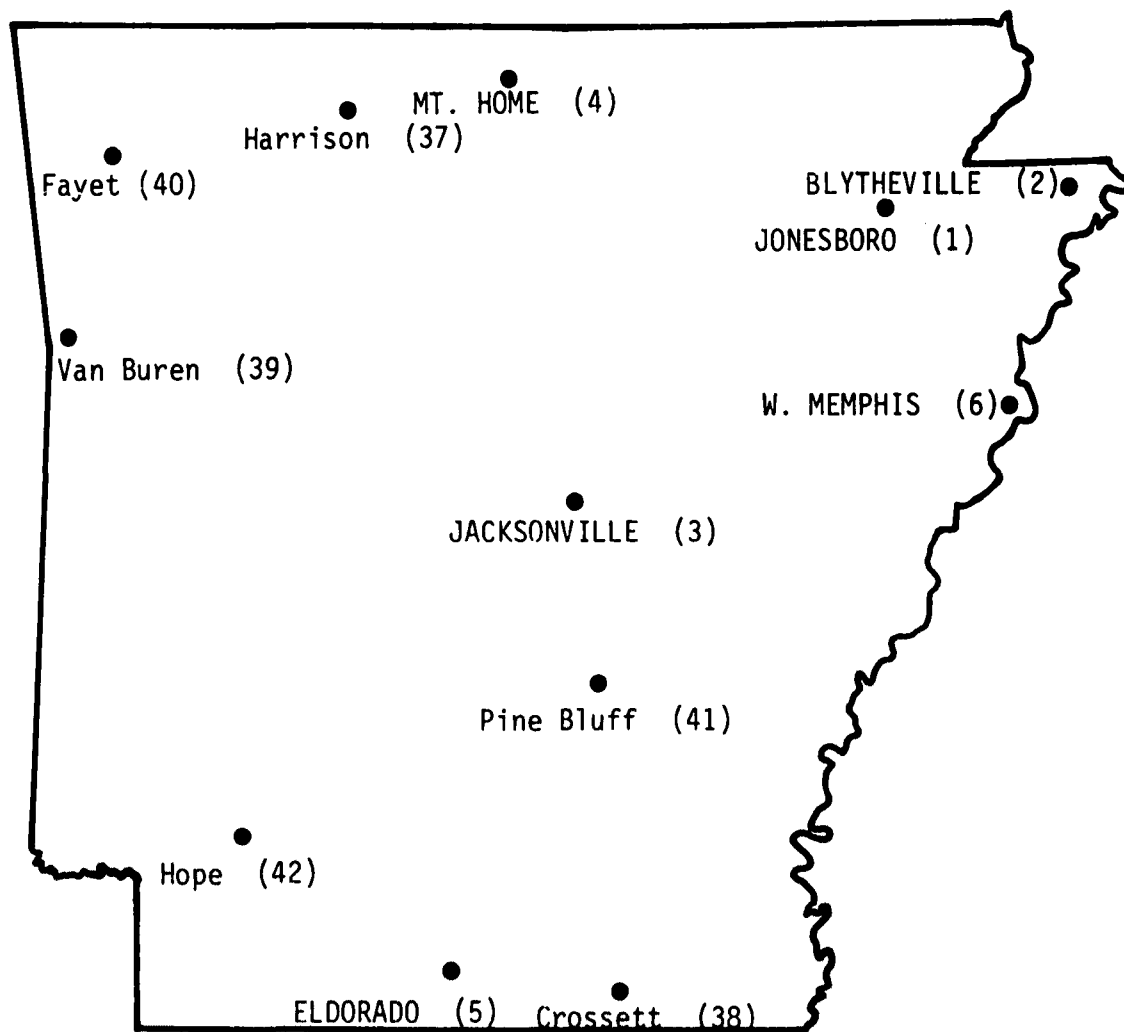 MT. HOME (4)
Harrison (37)
Fayet (40)
BLYTHEVILLE (2)
JONESBORO (1)
Van Buren (39)
W. MEMPHIS (6)
JACKSONVILLE (3)
Pine Bluff (41)
Hope (42)
ELDORADO (5)
Crossett (38)